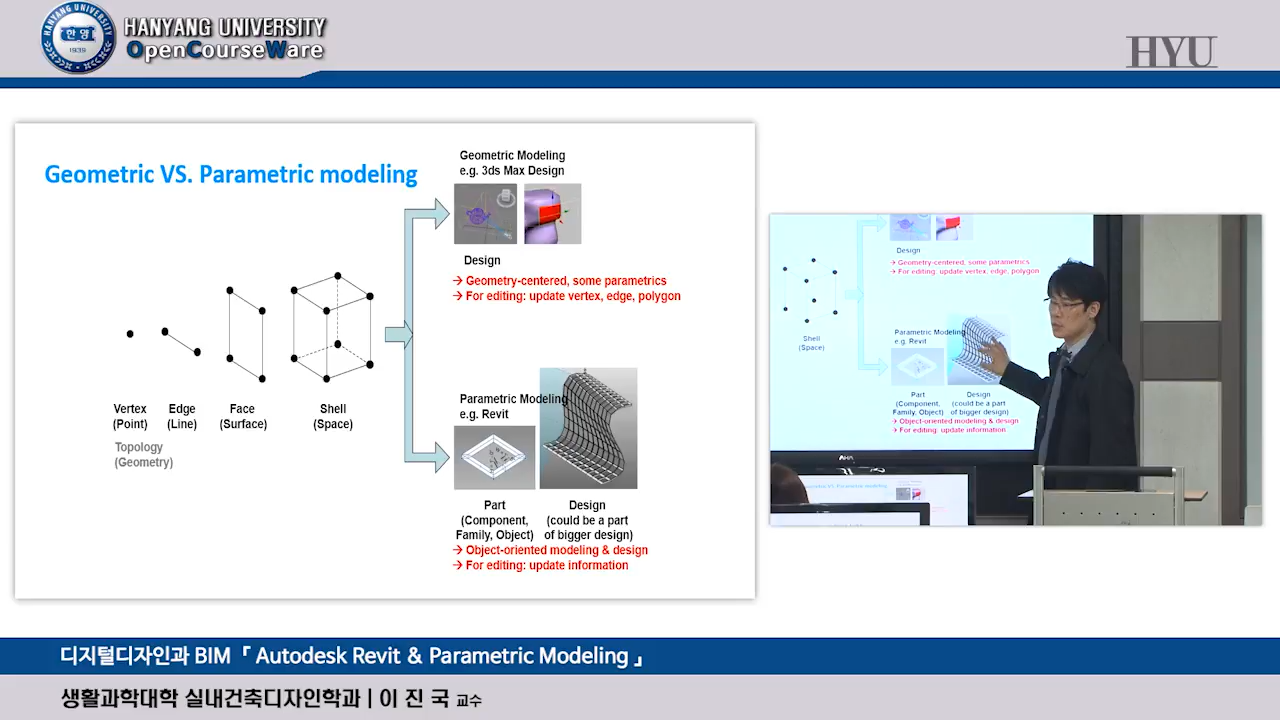 HANYANG UNIVERSITY
OpenCourseWare
한양
1939
HYU
Geometric VS. Parametric modeling
Geometric Modeling
e.g. 3ds Max Design
Design
→ Geometry-centered, some parametrics
→ For editing: update vertex, edge, polygon
Vertex
(Point)
Edge
(Line)
Face
(Surface)
Shell
(Space)
Topology
(Geometry)
Parametric Modeling
e.g. Revit
Part
(Component,
Family, Object)
Design
(could be a part
of bigger design)
→ Object-oriented modeling & design
→ For editing: update information
Design
→ Geometry-centered, some parametrics
→ For editing: update vertex, edge, polygon
Shell
(Space)
Parametric Modeling
e.g. Revit
Part
(Component,
Family, Object)
Design
(could be a part
of bigger design)
→ Object-oriented modeling & design
→ For editing: update information
디지털디자인과 BIM 「 Autodesk Revit & Parametric Modeling 」
생활과학대학 실내건축디자인학과 | 이 진 국 교수